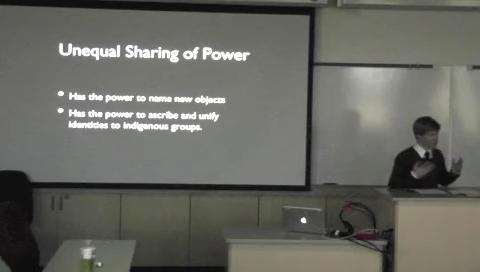 Unequal Sharing of Power
Has the power to name new objects
Has the power to ascribe and unify
identities to indigenous groups.